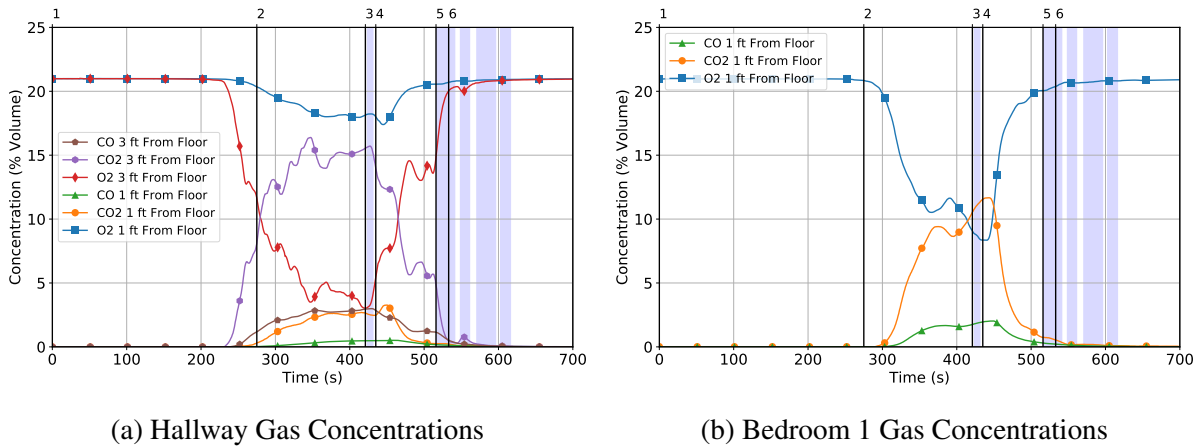 1 2 3 4 5 6
25
20
15
10
5
0
Concentration (% Volume)
CO 3 ft From Floor
CO2 3 ft From Floor
O2 3 ft From Floor
CO 1 ft From Floor
CO2 1 ft From Floor
O2 1 ft From Floor
0 100 200 300 400 500 600 700
Time (s)
(a) Hallway Gas Concentrations
1 2 3 4 5 6
25
20
15
10
5
0
Concentration (% Volume)
CO 1 ft From Floor
CO2 1 ft From Floor
O2 1 ft From Floor
0 100 200 300 400 500 600 700
Time (s)
(b) Bedroom 1 Gas Concentrations